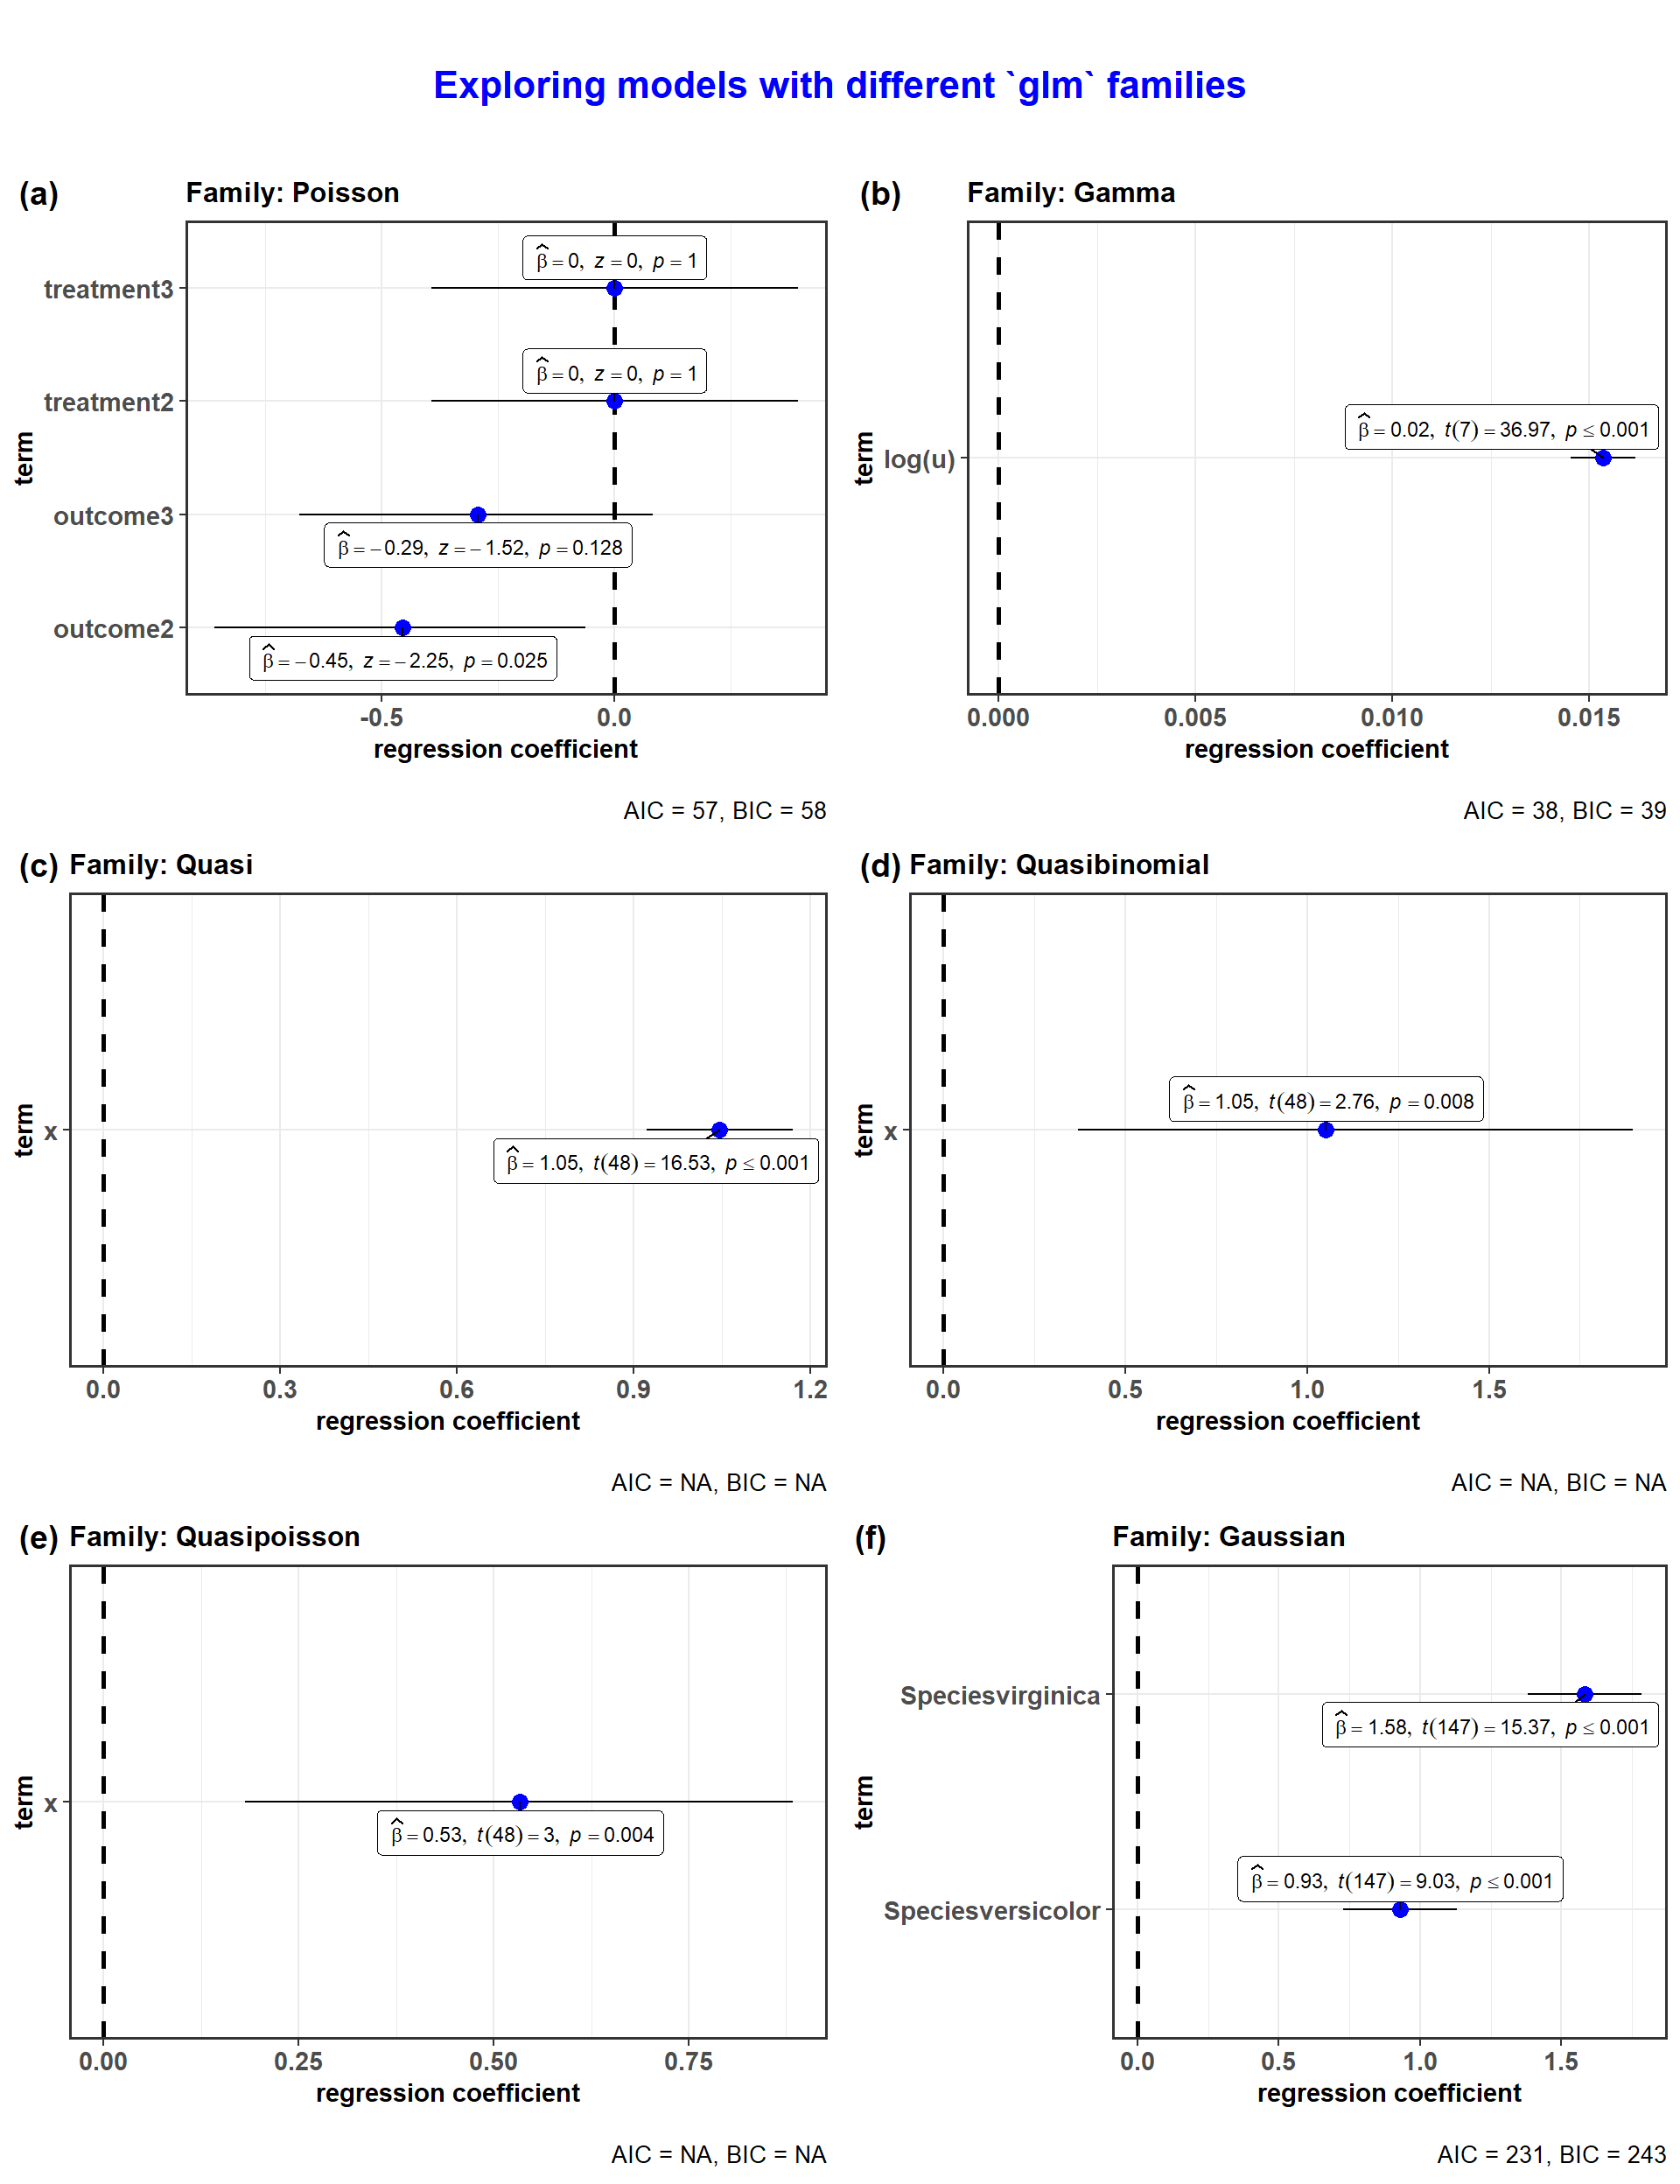 Exploring models with different `glm` families
(a) Family: Poisson
treatment3
treatment2
outcome3
outcome2
term
β̂ = 0, z = 0, p = 1
β̂ = 0, z = 0, p = 1
β̂ = −0.29, z = −1.52, p = 0.128
β̂ = −0.45, z = −2.25, p = 0.025
-0.5 0.0
regression coefficient
AIC = 57, BIC = 58
(b) Family: Gamma
term
log(u)
β̂ = 0.02, t(7) = 36.97, p ≤ 0.001
0.000 0.005 0.010 0.015
regression coefficient
AIC = 38, BIC = 39
(c) Family: Quasi
term
x
β̂ = 1.05, t(48) = 16.53, p ≤ 0.001
0.0 0.3 0.6 0.9 1.2
regression coefficient
AIC = NA, BIC = NA
(d) Family: Quasibinomial
term
x
β̂ = 1.05, t(48) = 2.76, p = 0.008
0.0 0.5 1.0 1.5
regression coefficient
AIC = NA, BIC = NA
(e) Family: Quasipoisson
term
x
β̂ = 0.53, t(48) = 3, p = 0.004
0.00 0.25 0.50 0.75
regression coefficient
AIC = NA, BIC = NA
(f) Family: Gaussian
term
Speciesvirginica
Speciesversicolor
β̂ = 1.58, t(147) = 15.37, p ≤ 0.001
β̂ = 0.93, t(147) = 9.03, p ≤ 0.001
0.0 0.5 1.0 1.5
regression coefficient
AIC = 231, BIC = 243